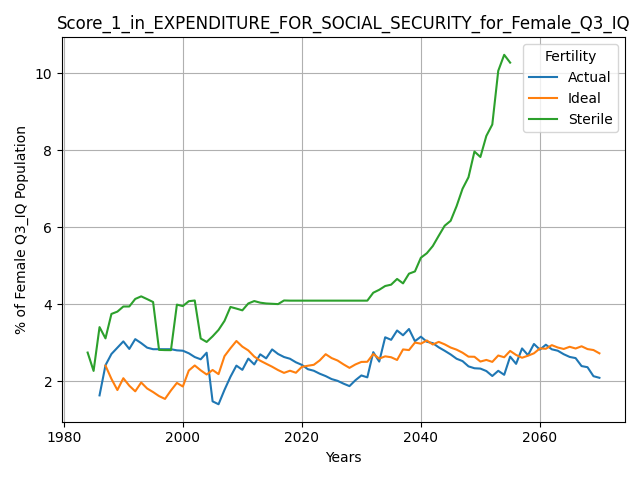 Score_1_in_EXPENDITURE_FOR_SOCIAL_SECURITY_for_Female_Q3_IQ
Fertility
Actual
Ideal
Sterile
% of Female Q3_IQ Population
10
8
6
4
2
1980
2000
2020
2040
2060
Years